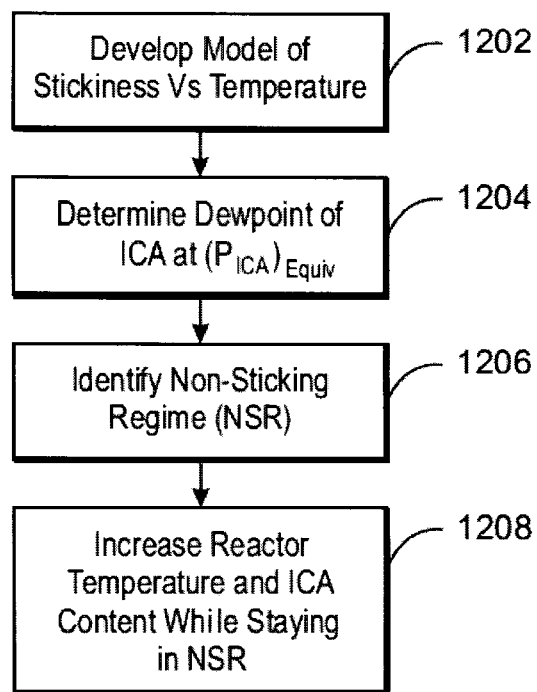 Develop Model of
Stickiness Vs Temperature
1202
Determine Dewpoint of
ICA at (P_ICA)_Equiv
1204
Identify Non-Sticking
Regime (NSR)
1206
Increase Reactor
Temperature and ICA
Content While Staying
in NSR
1208